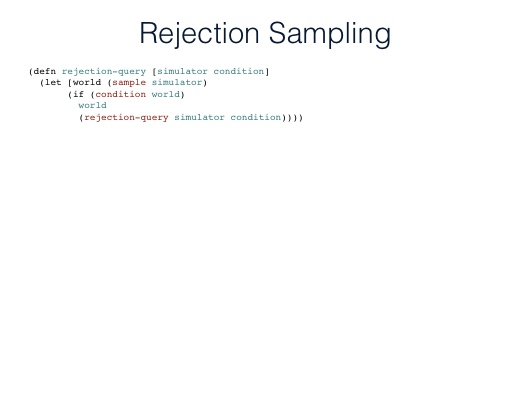 Rejection Sampling
(defn rejection-query [simulator condition]
(let [world (sample simulator)
(if (condition world)
world
(rejection-query simulator condition))))